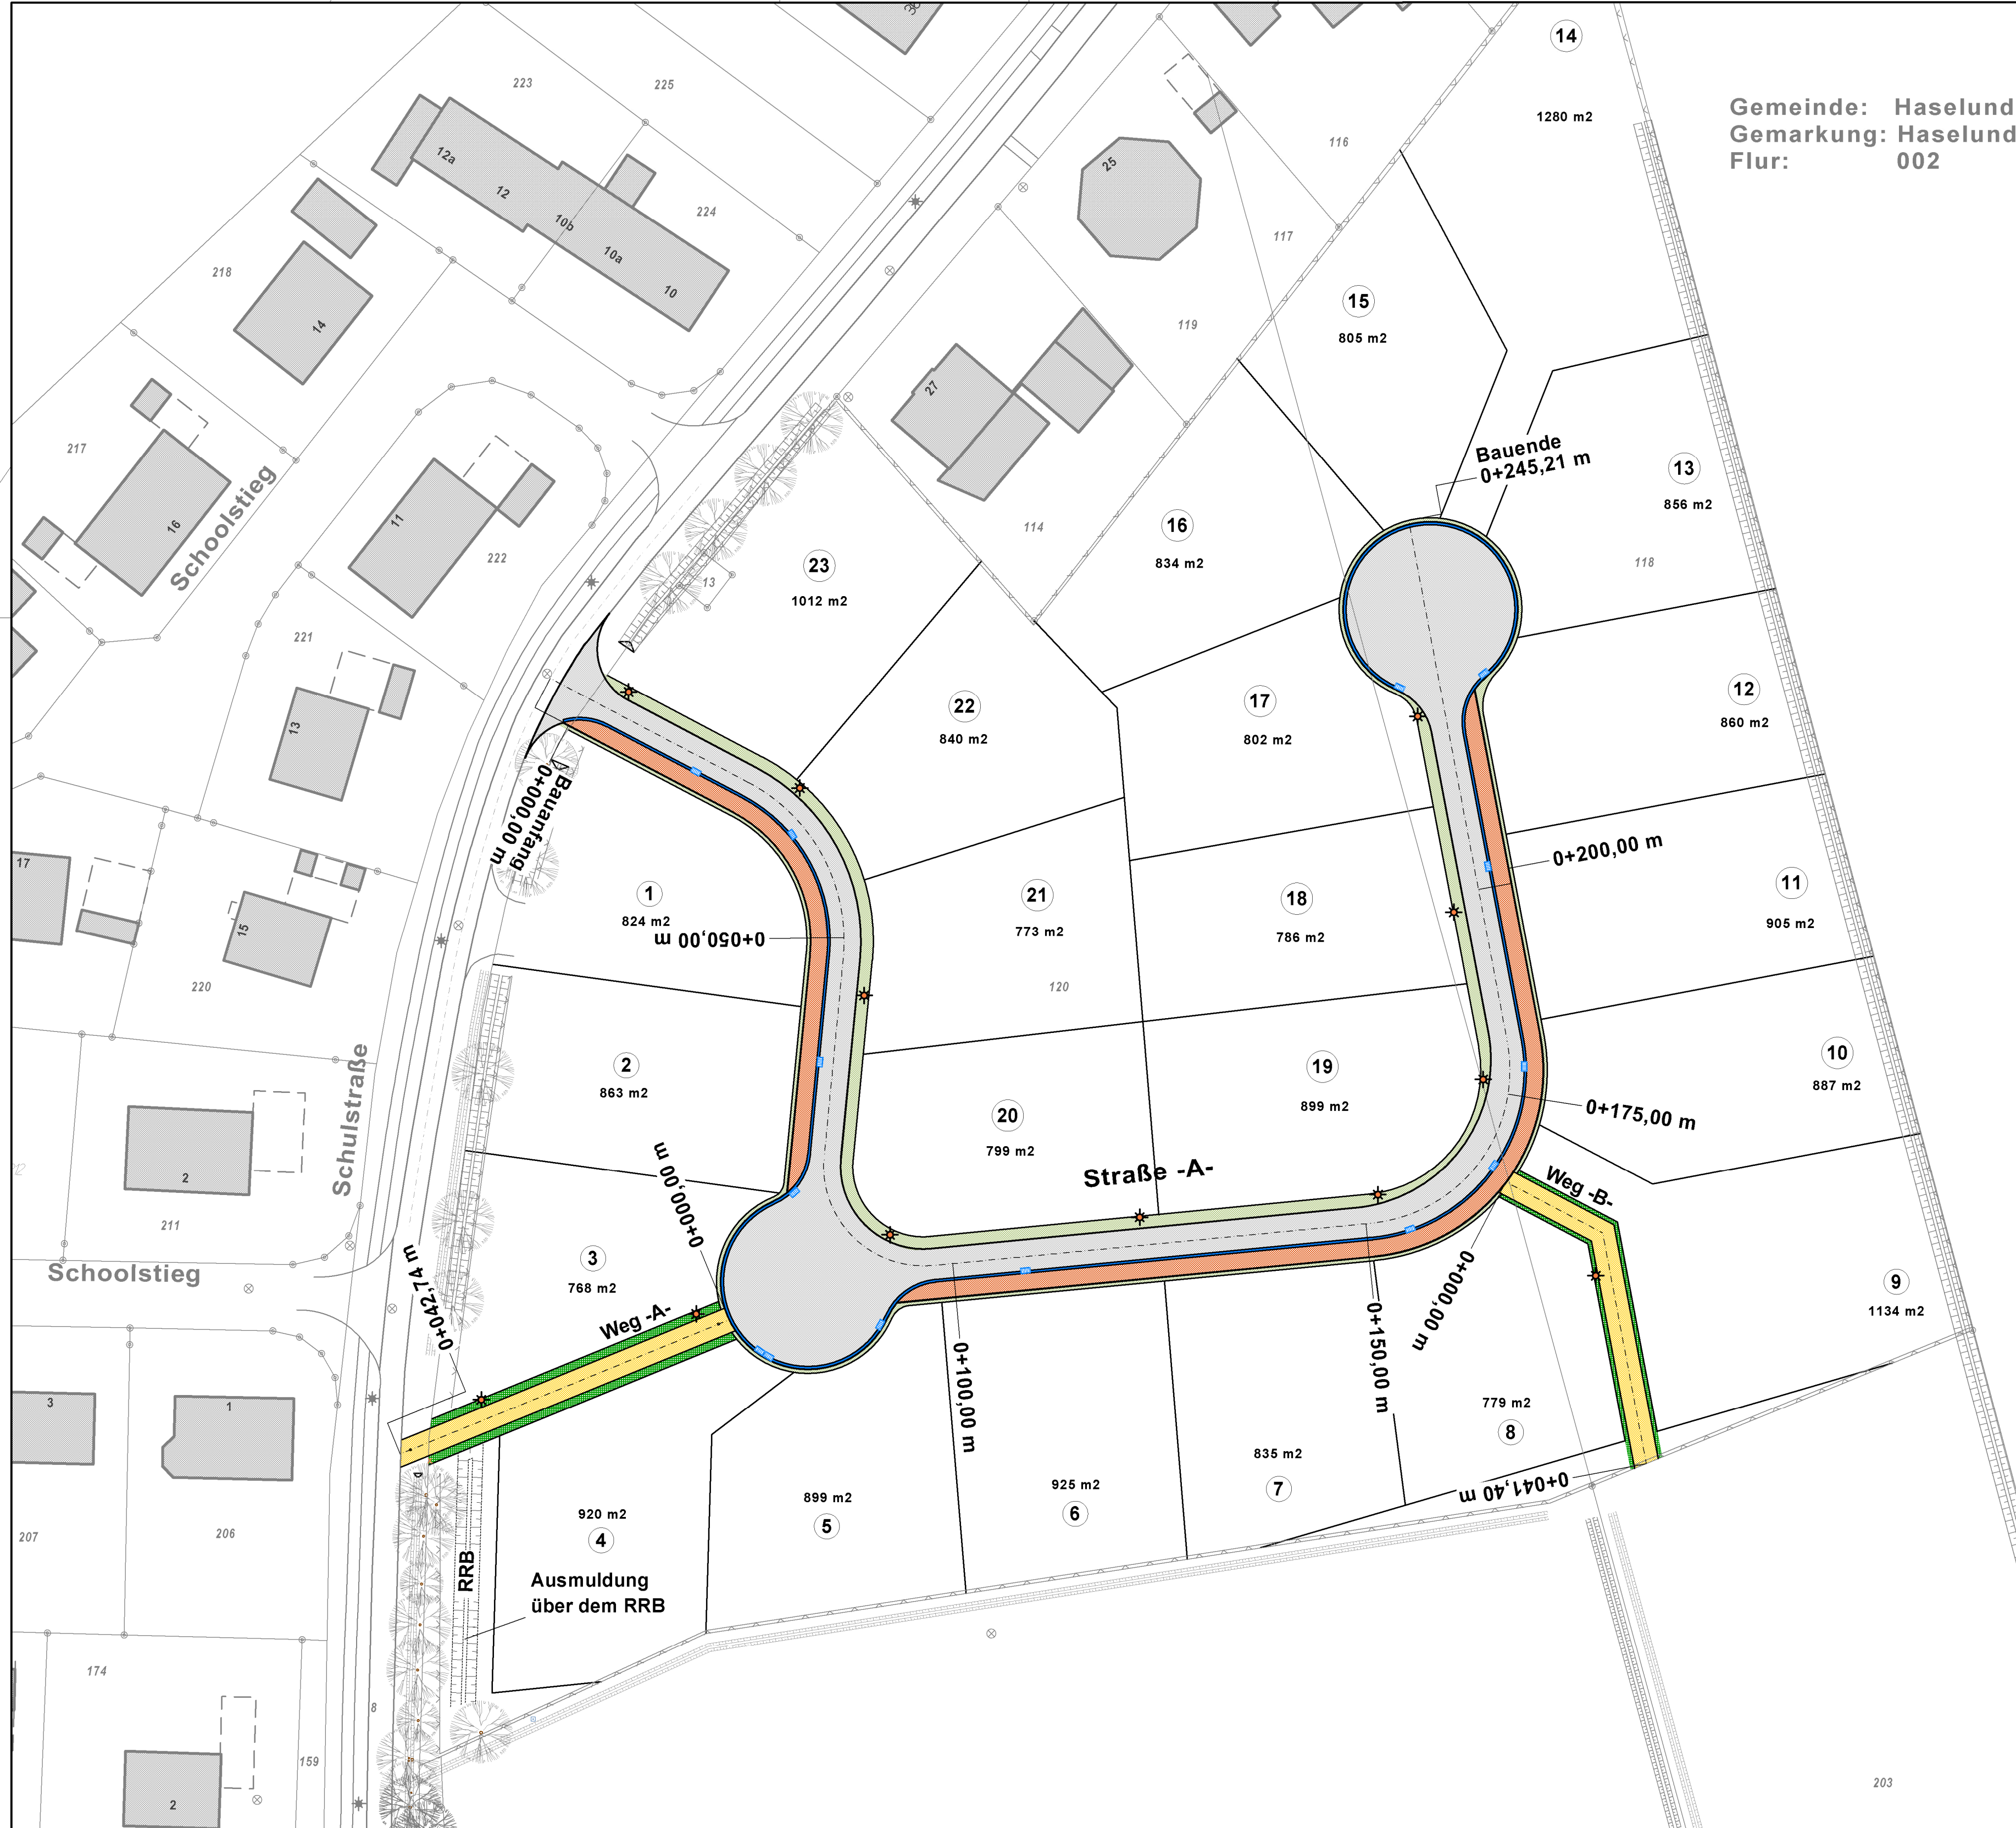 38
14
223
225
1280 m2
Gemeinde: Haselund
Gemarkung: Haselund
Flur: 002
116
12a
12
10b
10a
10
224
25
117
218
14
15
805 m2
119
27
217
Schoolstieg
16
11
222
Bauende
0+245,21 m
13
856 m2
118
114
16
834 m2
23
1012 m2
13
221
13
22
840 m2
17
802 m2
12
860 m2
Bauanfang
0+000,00 m
17
15
220
1
824 m2
0+050,00 m
21
773 m2
120
18
786 m2
0+200,00 m
11
905 m2
Schulstraße
2
863 m2
20
799 m2
19
899 m2
10
887 m2
0+175,00 m
2
211
Schoolstieg
Straße -A-
Weg -B-
0+000,00 m
0+042,74 m
3
768 m2
Weg -A-
9
1134 m2
0+000,00 m
0+100,00 m
0+150,00 m
3
1
207
206
779 m2
8
835 m2
7
925 m2
6
899 m2
5
920 m2
4
0+041,40 m
RRB
Ausmuldung
über dem RRB
174
8
159
2
203